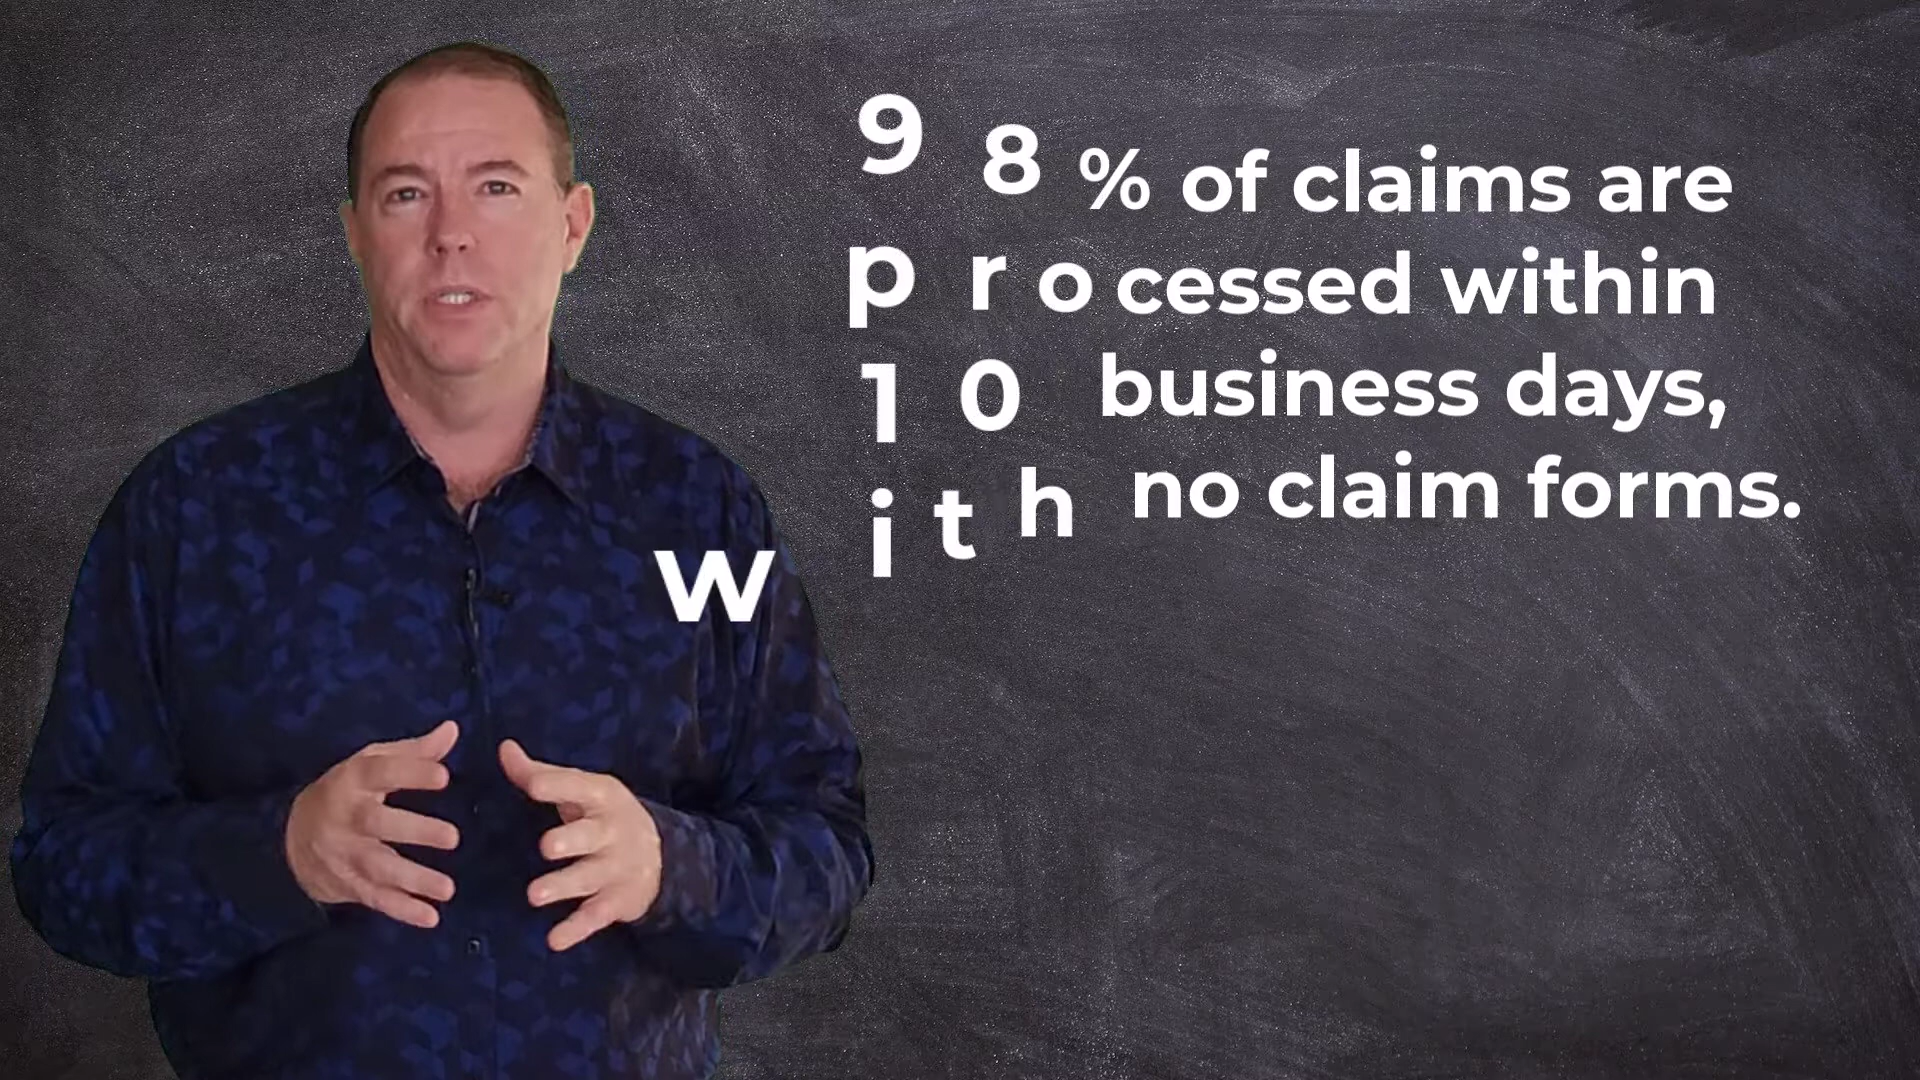 98% of claims are
processed within
10 business days,
with no claim forms.